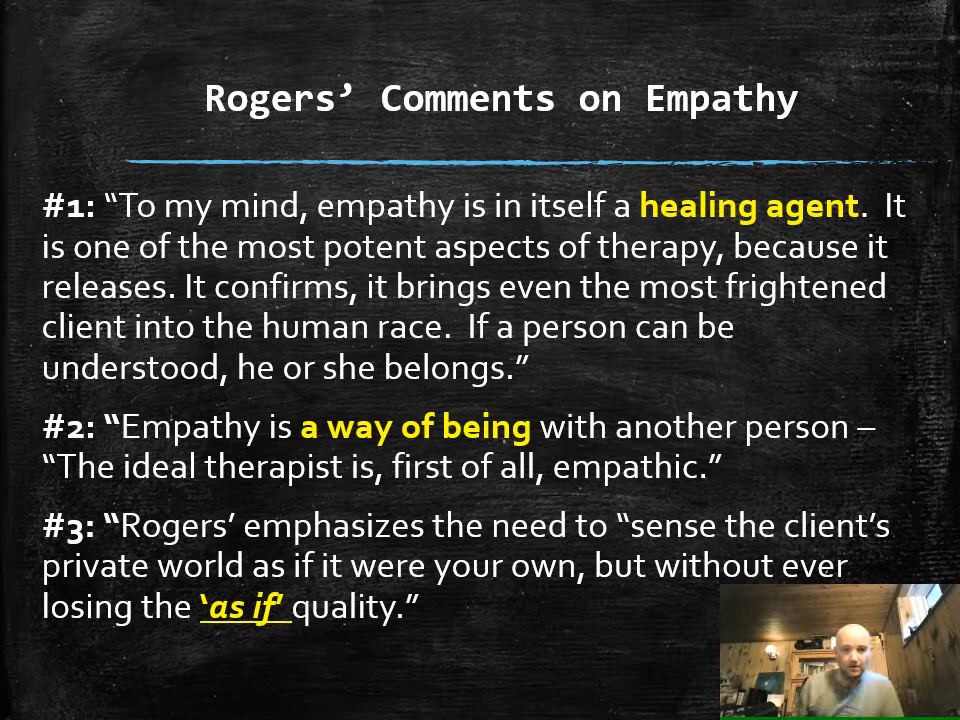 Rogers’ Comments on Empathy
#1: “To my mind, empathy is in itself a healing agent.  It
is one of the most potent aspects of therapy, because it
releases. It confirms, it brings even the most frightened
client into the human race.  If a person can be
understood, he or she belongs.”
#2: “Empathy is a way of being with another person –
“The ideal therapist is, first of all, empathic.”
#3: “Rogers’ emphasizes the need to “sense the client’s
private world as if it were your own, but without ever
losing the ‘as if’ quality.”